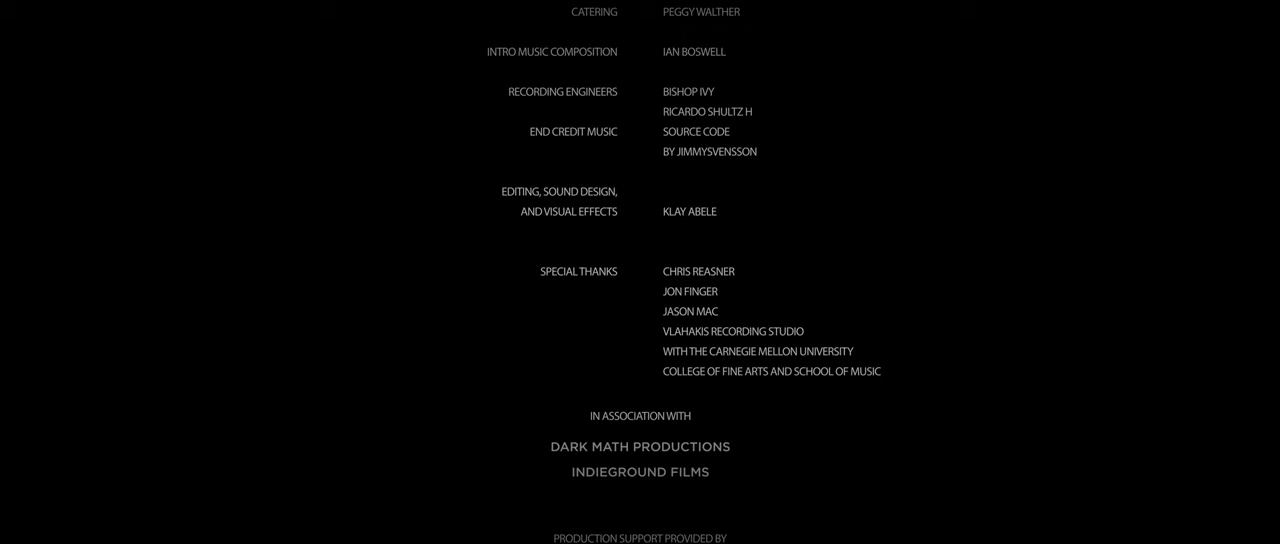 CATERING PEGGY WALTHER
INTRO MUSIC COMPOSITION IAN BOSWELL
RECORDING ENGINEERS BISHOP IVY
RICARDO SHULTZ H
END CREDIT MUSIC SOURCE CODE
BY JIMMYSVENSSON
EDITING, SOUND DESIGN,
AND VISUAL EFFECTS KLAY ABELE
SPECIAL THANKS CHRIS REASNER
JON FINGER
JASON MAC
VLAHAKIS RECORDING STUDIO
WITH THE CARNEGIE MELLON UNIVERSITY
COLLEGE OF FINE ARTS AND SCHOOL OF MUSIC
IN ASSOCIATION WITH
DARK MATH PRODUCTIONS
INDIEGROUND FILMS
PRODUCTION SUPPORT PROVIDED BY